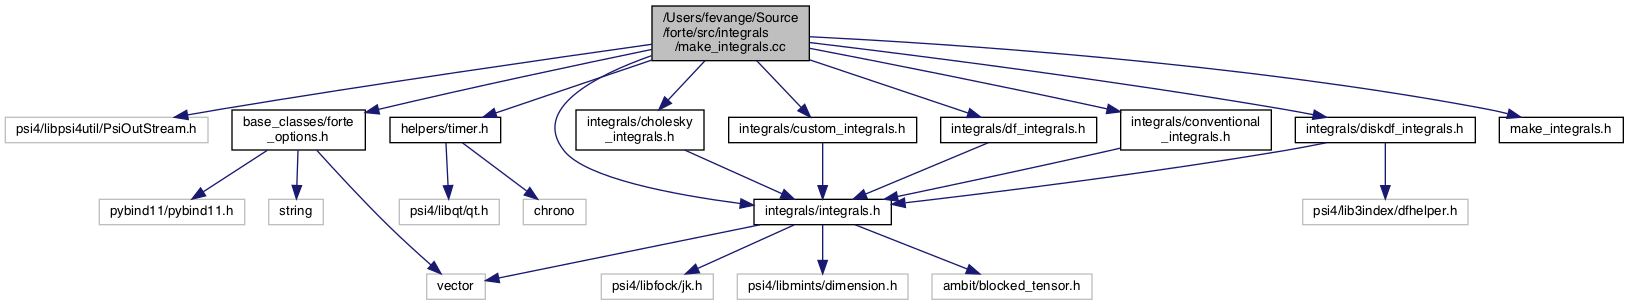 /Users/fevange/Source
/forte/src/integrals
/make_integrals.cc
psi4/libpsi4util/PsiOutStream.h
base_classes/forte
_options.h
helpers/timer.h
integrals/cholesky
_integrals.h
integrals/custom_integrals.h
integrals/df_integrals.h
integrals/conventional
_integrals.h
integrals/diskdf_integrals.h
make_integrals.h
pybind11/pybind11.h
string
psi4/libqt/qt.h
chrono
integrals/integrals.h
psi4/lib3index/dfhelper.h
vector
psi4/libfock/jk.h
psi4/libmints/dimension.h
ambit/blocked_tensor.h